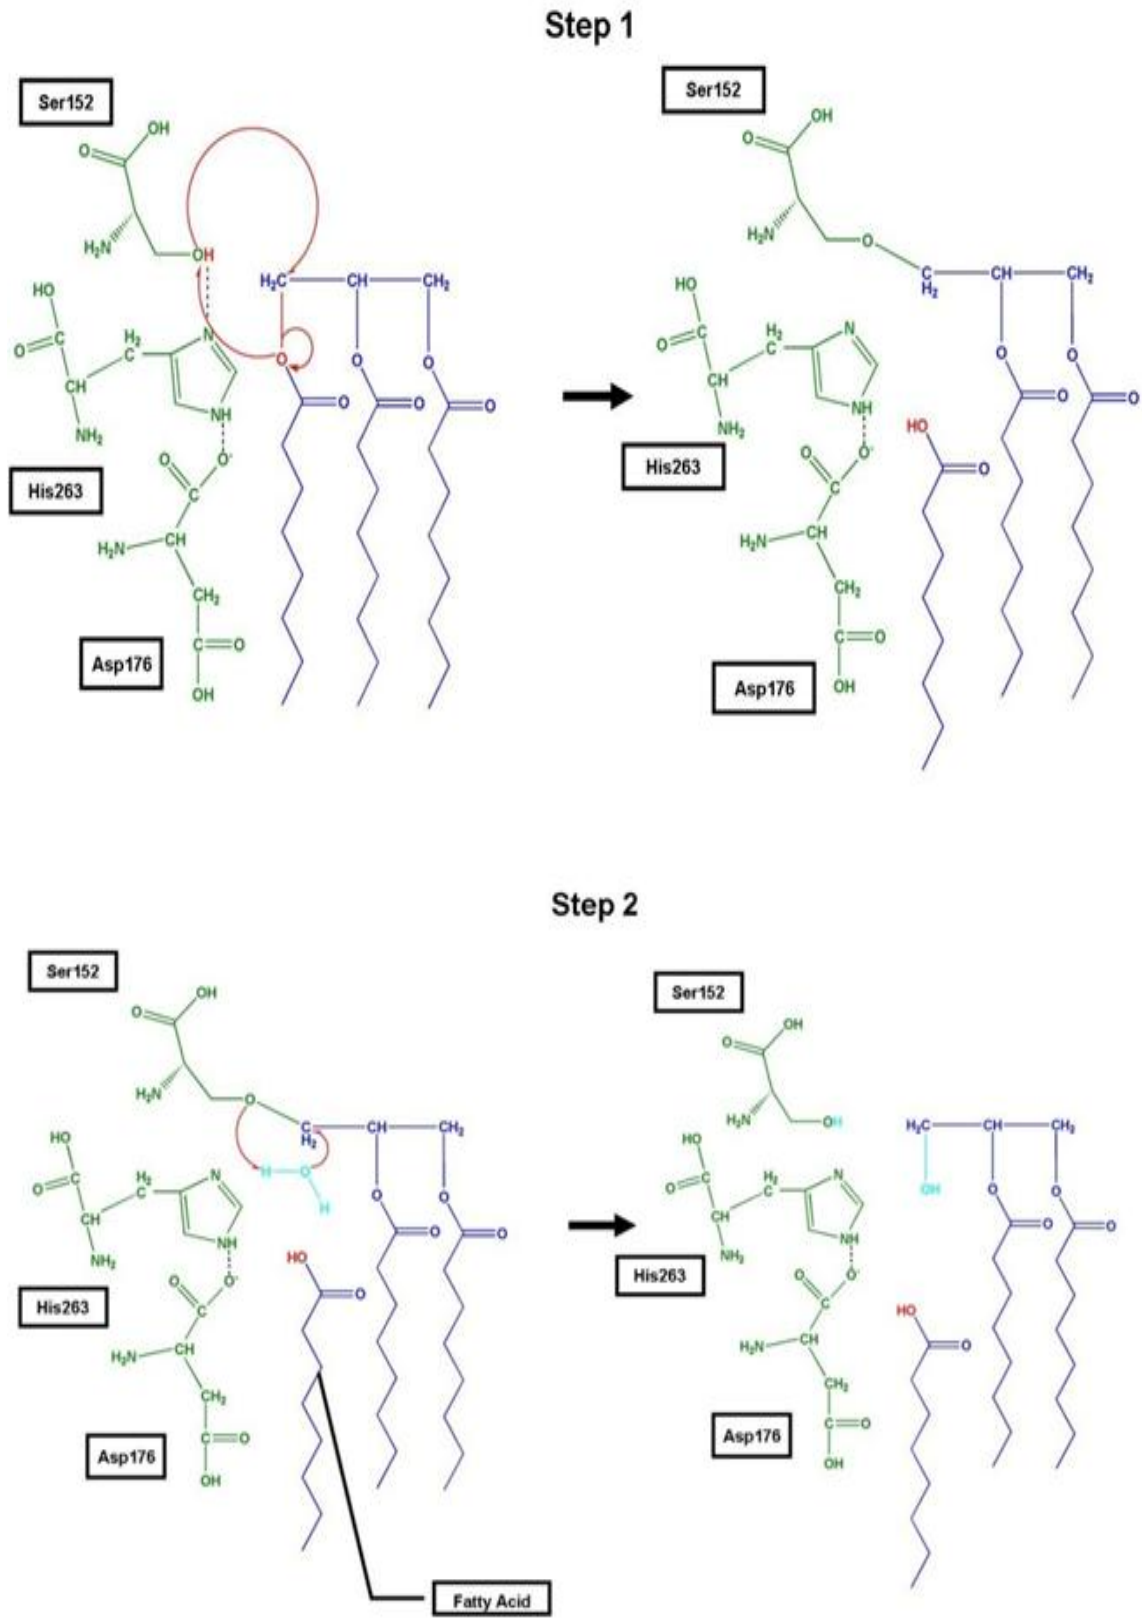 Step 1
Ser152
OH
O
H₂N
OH
H₂C
CH
CH₂
HO
C
O
H₂
C
CH
NH₂
N
NH
O
O
O
O
O
O
His263
O
O⁻
C
H₂N
CH
CH₂
Asp176
C
O
OH
Ser152
OH
O
H₂N
O
C
H₂
CH
CH₂
HO
C
O
H₂
C
CH
NH₂
N
NH
O
O
O
O
HO
O
His263
O
O⁻
C
H₂N
CH
CH₂
Asp176
C
O
OH
Step 2
Ser152
OH
O
H₂N
O
C
H₂
CH
CH₂
H
O
H
HO
C
O
H₂
C
CH
NH₂
N
NH
O
O
O
O
HO
O
His263
O
O⁻
C
H₂N
CH
CH₂
Asp176
C
O
OH
Fatty Acid
Ser152
OH
O
H₂N
OH
H₂C
CH
CH₂
OH
HO
C
O
H₂
C
CH
NH₂
N
NH
O
O
O
O
His263
O
O⁻
C
HO
O
H₂N
CH
CH₂
Asp176
C
O
OH